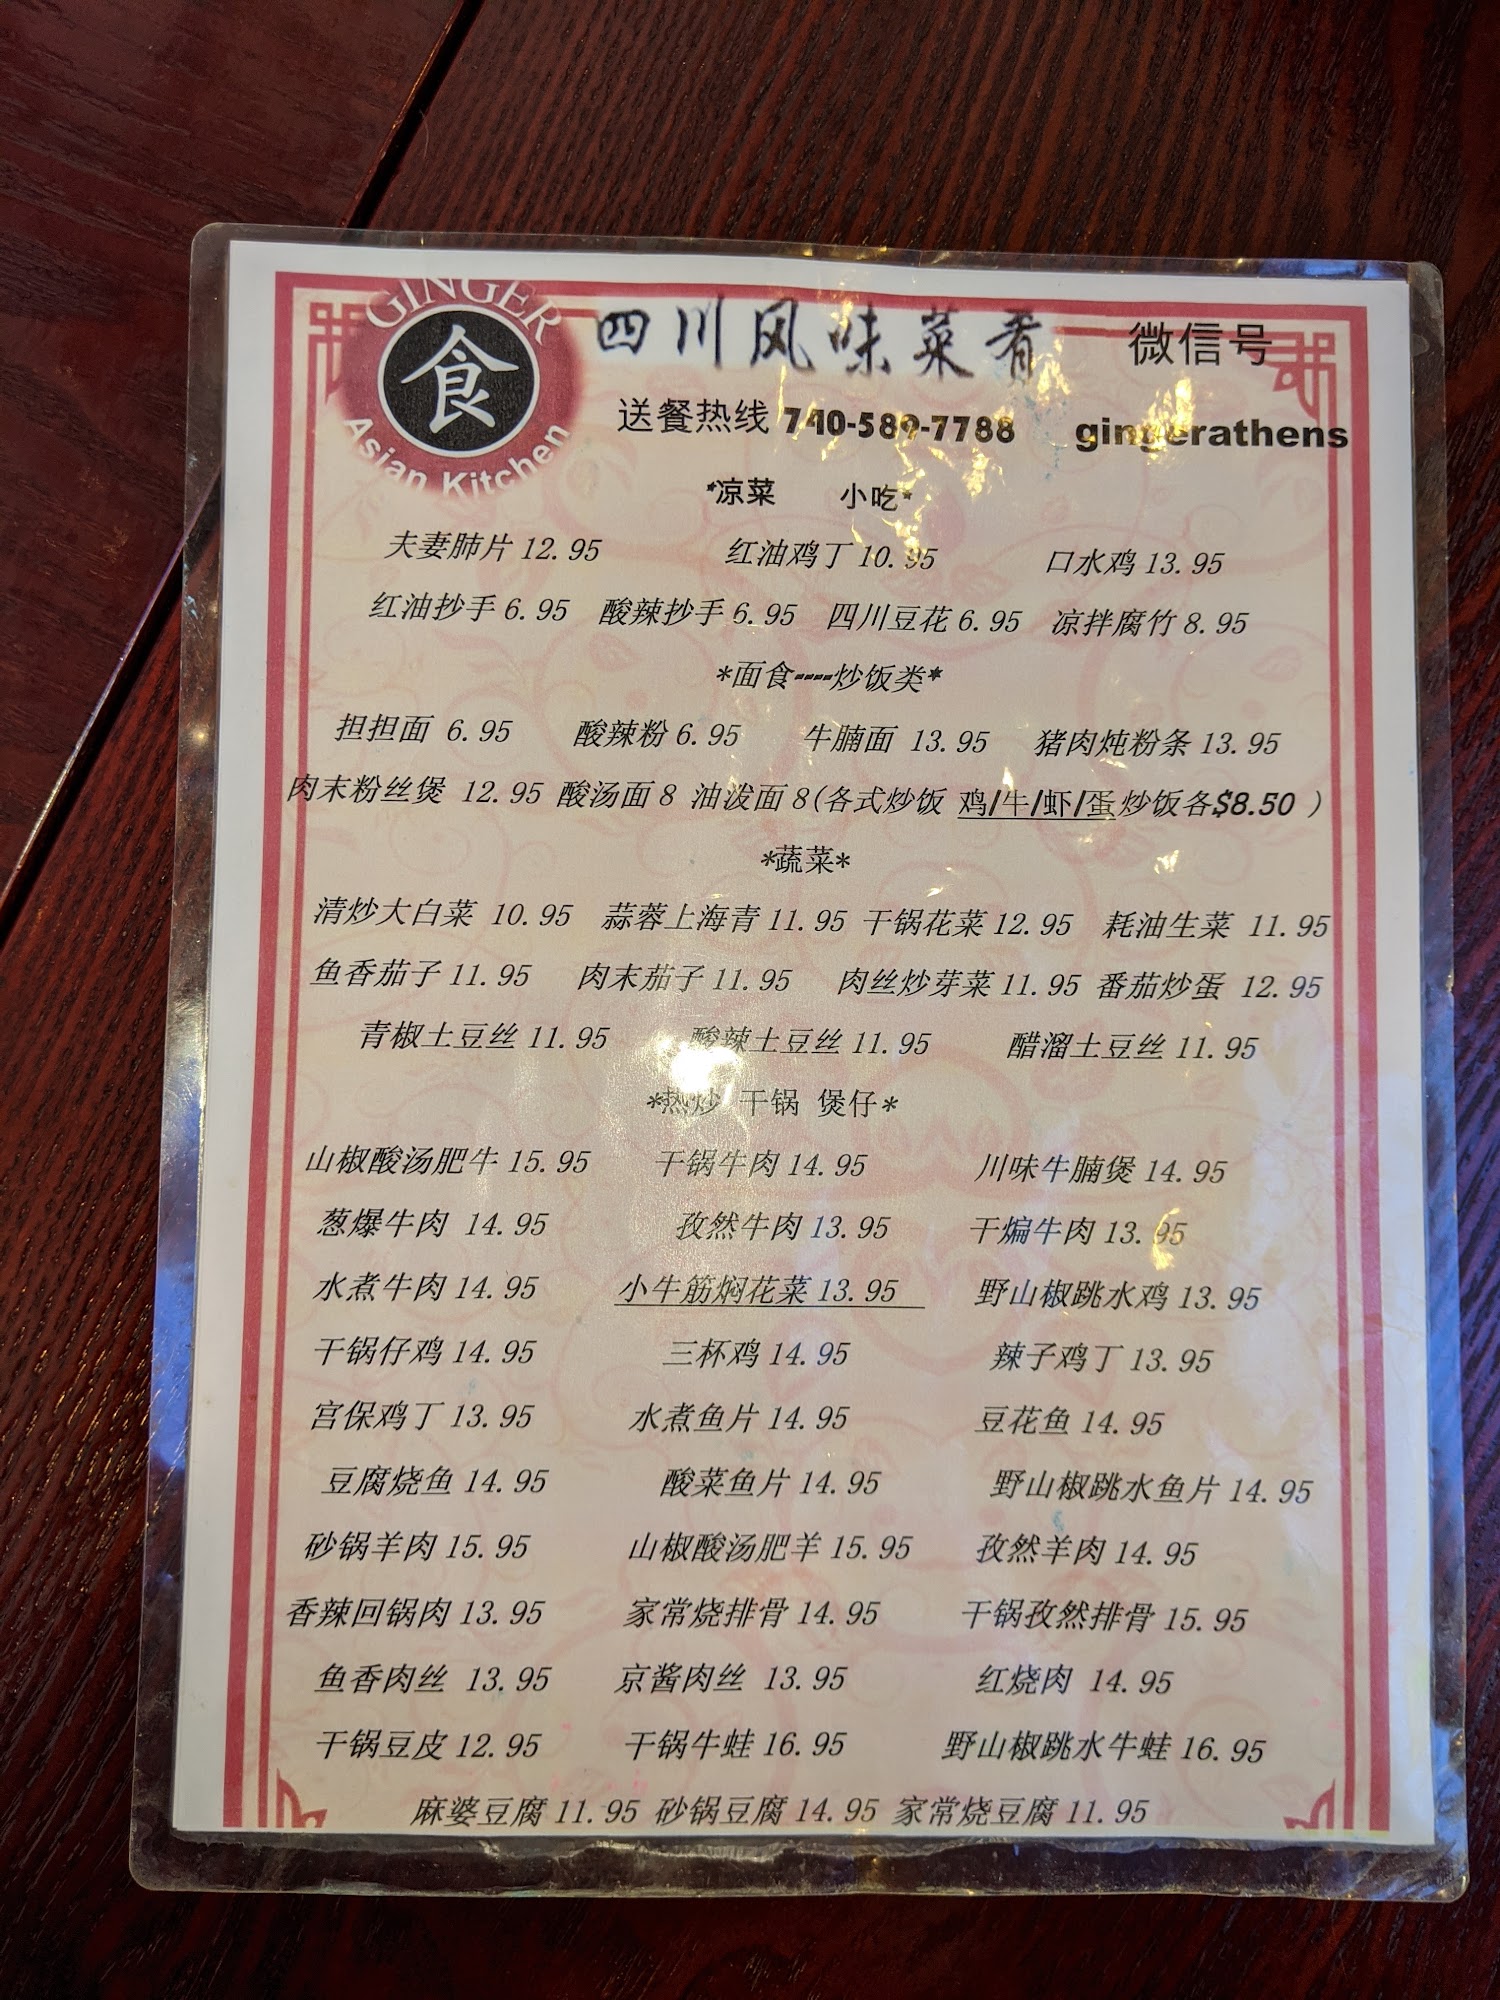 GINGER
食
Asian Kitchen
四川风味菜肴 微信号
送餐热线 740-589-7788 gingerathens
*凉菜 小吃*
夫妻肺片 12.95 红油鸡丁 10.95 口水鸡 13.95
红油抄手 6.95 酸辣抄手 6.95 四川豆花 6.95 凉拌腐竹 8.95
*面食----炒饭类*
担担面 6.95 酸辣粉 6.95 牛腩面 13.95 猪肉炖粉条 13.95
肉末粉丝煲 12.95 酸汤面 8 油泼面 8(各式炒饭 鸡/牛/虾/蛋炒饭各$8.50 )
*蔬菜*
清炒大白菜 10.95 蒜蓉上海青 11.95 干锅花菜 12.95 耗油生菜 11.95
鱼香茄子 11.95 肉末茄子 11.95 肉丝炒芽菜 11.95 番茄炒蛋 12.95
青椒土豆丝 11.95 酸辣土豆丝 11.95 醋溜土豆丝 11.95
*热炒 干锅 煲仔*
山椒酸汤肥牛 15.95 干锅牛肉 14.95 川味牛腩煲 14.95
葱爆牛肉 14.95 孜然牛肉 13.95 干煸牛肉 13.95
水煮牛肉 14.95 小牛筋焖花菜 13.95 野山椒跳水鸡 13.95
干锅仔鸡 14.95 三杯鸡 14.95 辣子鸡丁 13.95
宫保鸡丁 13.95 水煮鱼片 14.95 豆花鱼 14.95
豆腐烧鱼 14.95 酸菜鱼片 14.95 野山椒跳水鱼片 14.95
砂锅羊肉 15.95 山椒酸汤肥羊 15.95 孜然羊肉 14.95
香辣回锅肉 13.95 家常烧排骨 14.95 干锅孜然排骨 15.95
鱼香肉丝 13.95 京酱肉丝 13.95 红烧肉 14.95
干锅豆皮 12.95 干锅牛蛙 16.95 野山椒跳水牛蛙 16.95
麻婆豆腐 11.95 砂锅豆腐 14.95 家常烧豆腐 11.95